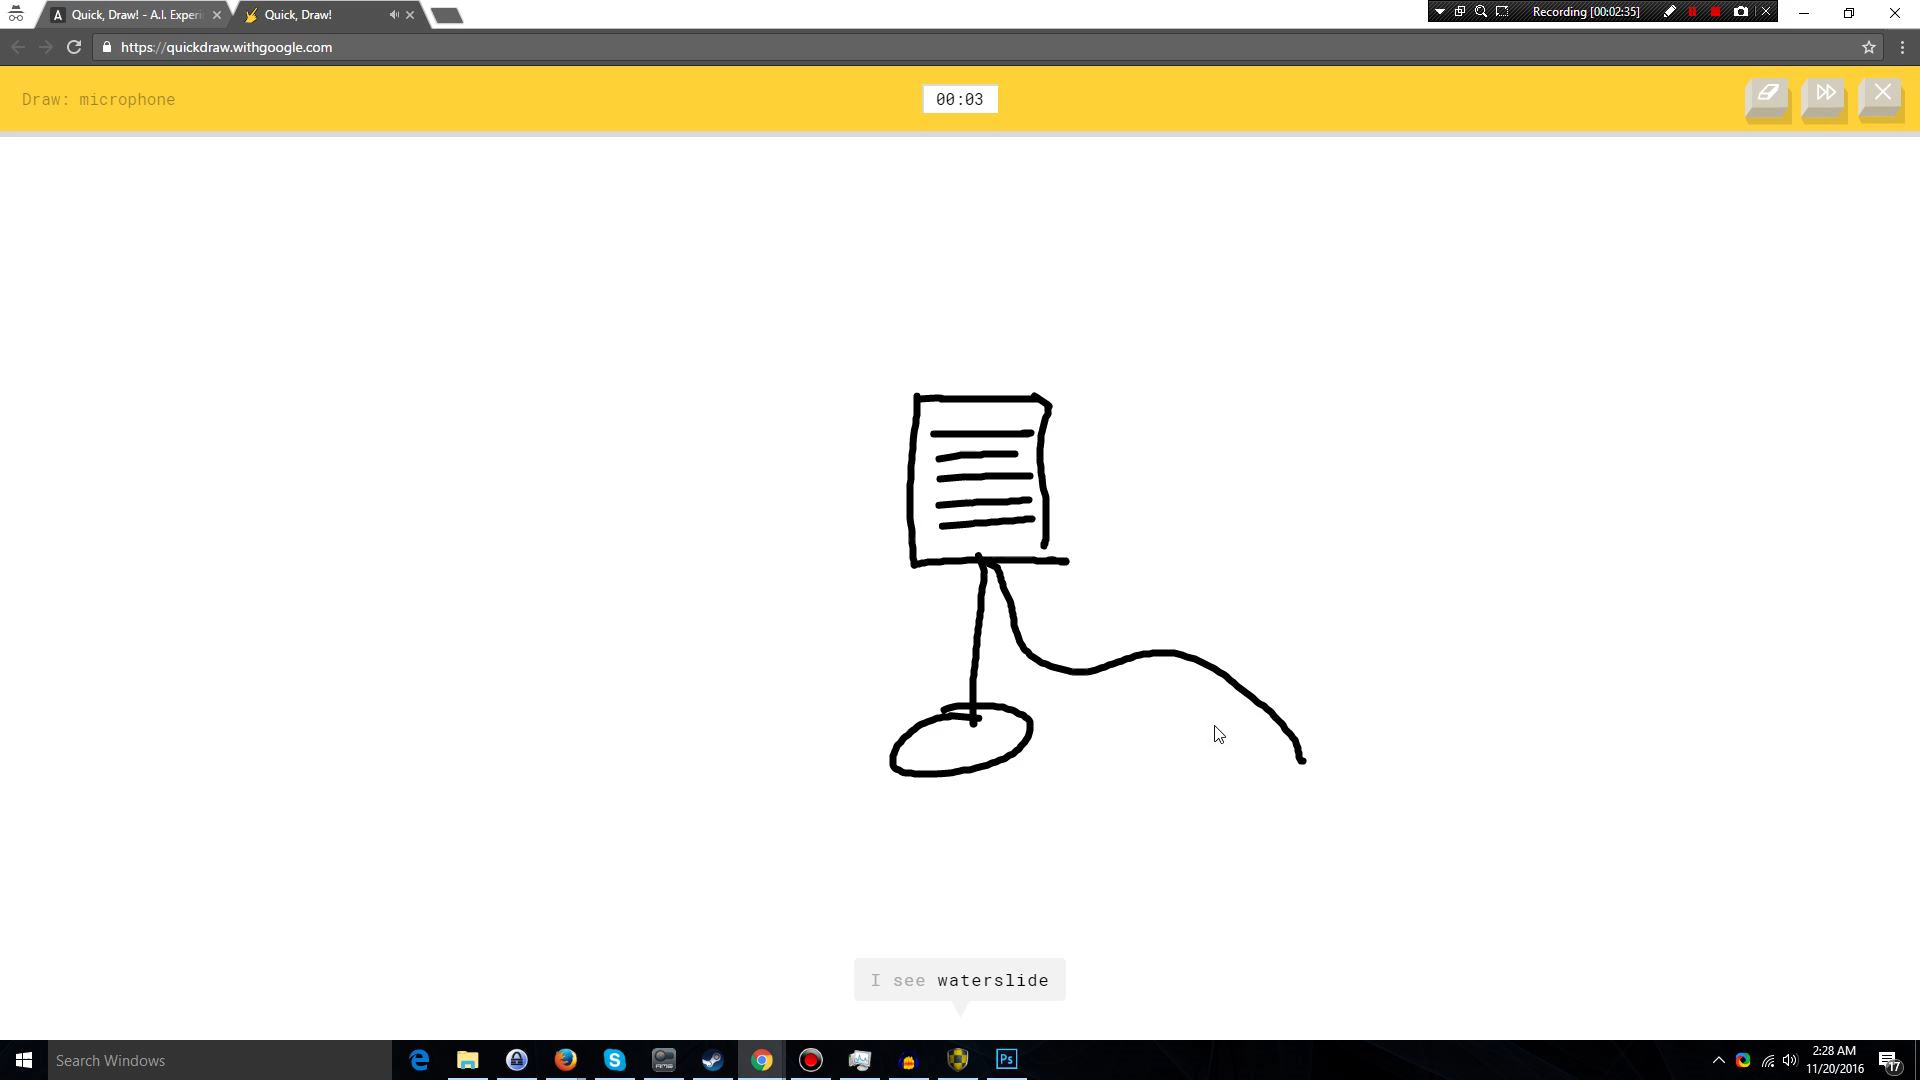 Quick, Draw! - A.I. Experi
Quick, Draw!
Recording [00:02:35]
https://quickdraw.withgoogle.com
Draw: microphone
00:03
I see waterslide
Search Windows
Ps
2:28 AM
11/20/2016
17